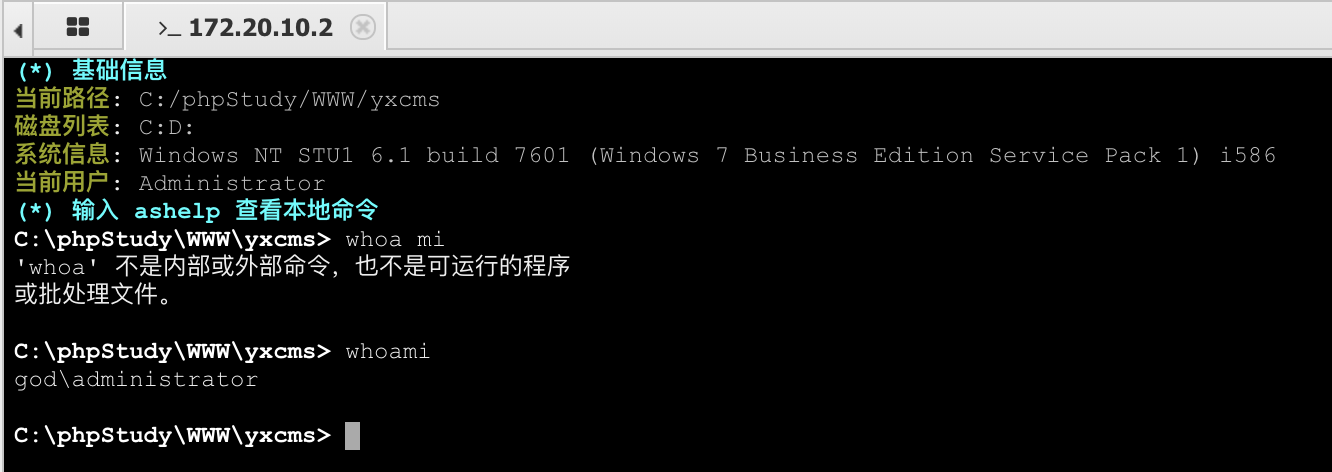 >_ 172.20.10.2
(*) 基础信息
当前路径: C:/phpStudy/WWW/yxcms
磁盘列表: C:D:
系统信息: Windows NT STU1 6.1 build 7601 (Windows 7 Business Edition Service Pack 1) i586
当前用户: Administrator
(*) 输入 ashelp 查看本地命令
C:\phpStudy\WWW\yxcms> whoa mi
'whoa' 不是内部或外部命令，也不是可运行的程序
或批处理文件。
C:\phpStudy\WWW\yxcms> whoami
god\administrator
C:\phpStudy\WWW\yxcms>